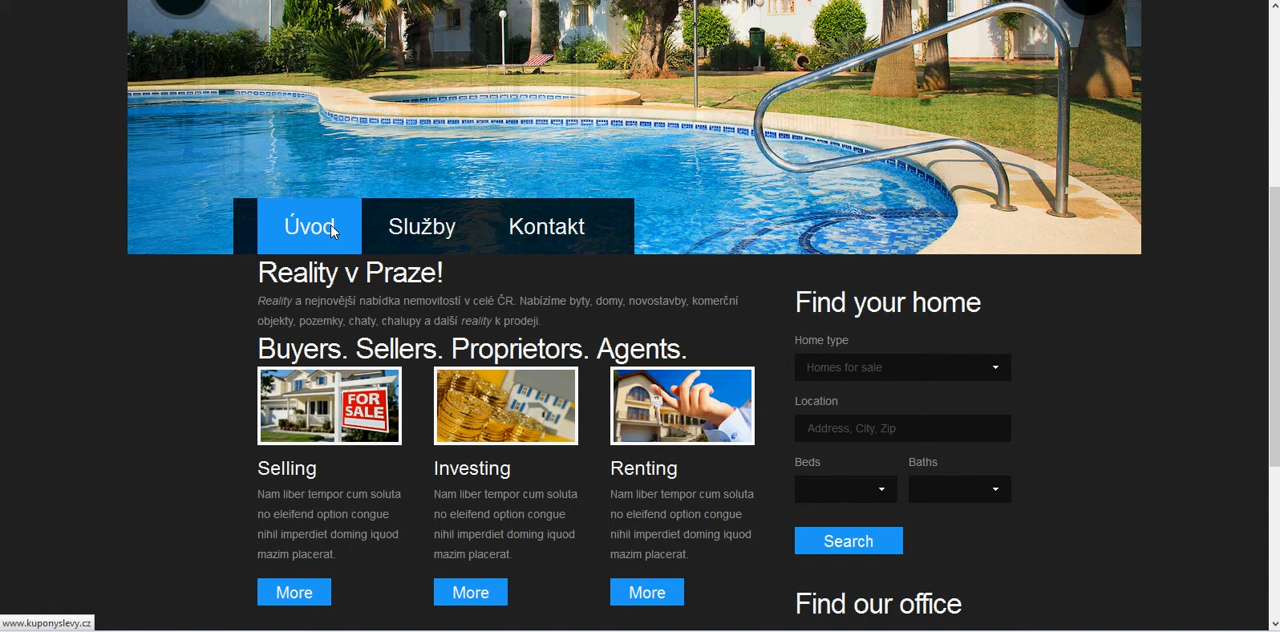 Úvod
Služby
Kontakt
Reality v Praze!
Reality a nejnovější nabídka nemovitostí v celé ČR. Nabízíme byty, domy, novostavby, komerční
objekty, pozemky, chaty, chalupy a další reality k prodeji.
Buyers. Sellers. Proprietors. Agents.
FOR
SALE
Selling
Nam liber tempor cum soluta
no eleifend option congue
nihil imperdiet doming iquod
mazim placerat.
More
Investing
Nam liber tempor cum soluta
no eleifend option congue
nihil imperdiet doming iquod
mazim placerat.
More
Renting
Nam liber tempor cum soluta
no eleifend option congue
nihil imperdiet doming iquod
mazim placerat.
More
Find your home
Home type
Homes for sale
Location
Address, City, Zip
Beds
Baths
Search
Find our office
www.kuponyslevy.cz